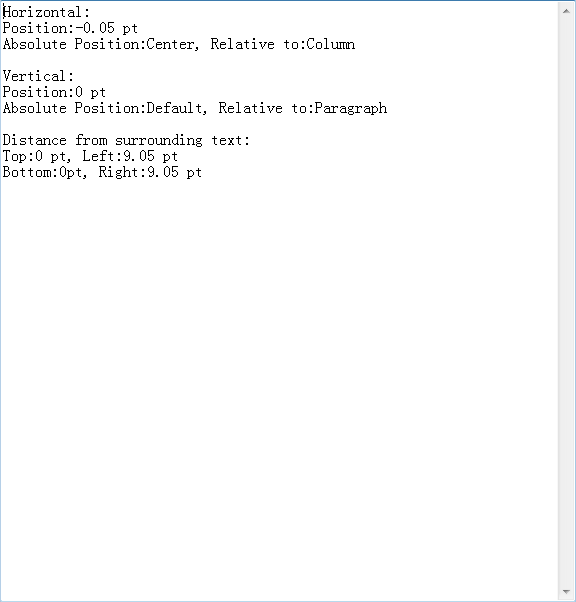 Horizontal:
Position:-0.05 pt
Absolute Position:Center, Relative to:Column
Vertical:
Position:0 pt
Absolute Position:Default, Relative to:Paragraph
Distance from surrounding text:
Top:0 pt, Left:9.05 pt
Bottom:0pt, Right:9.05 pt